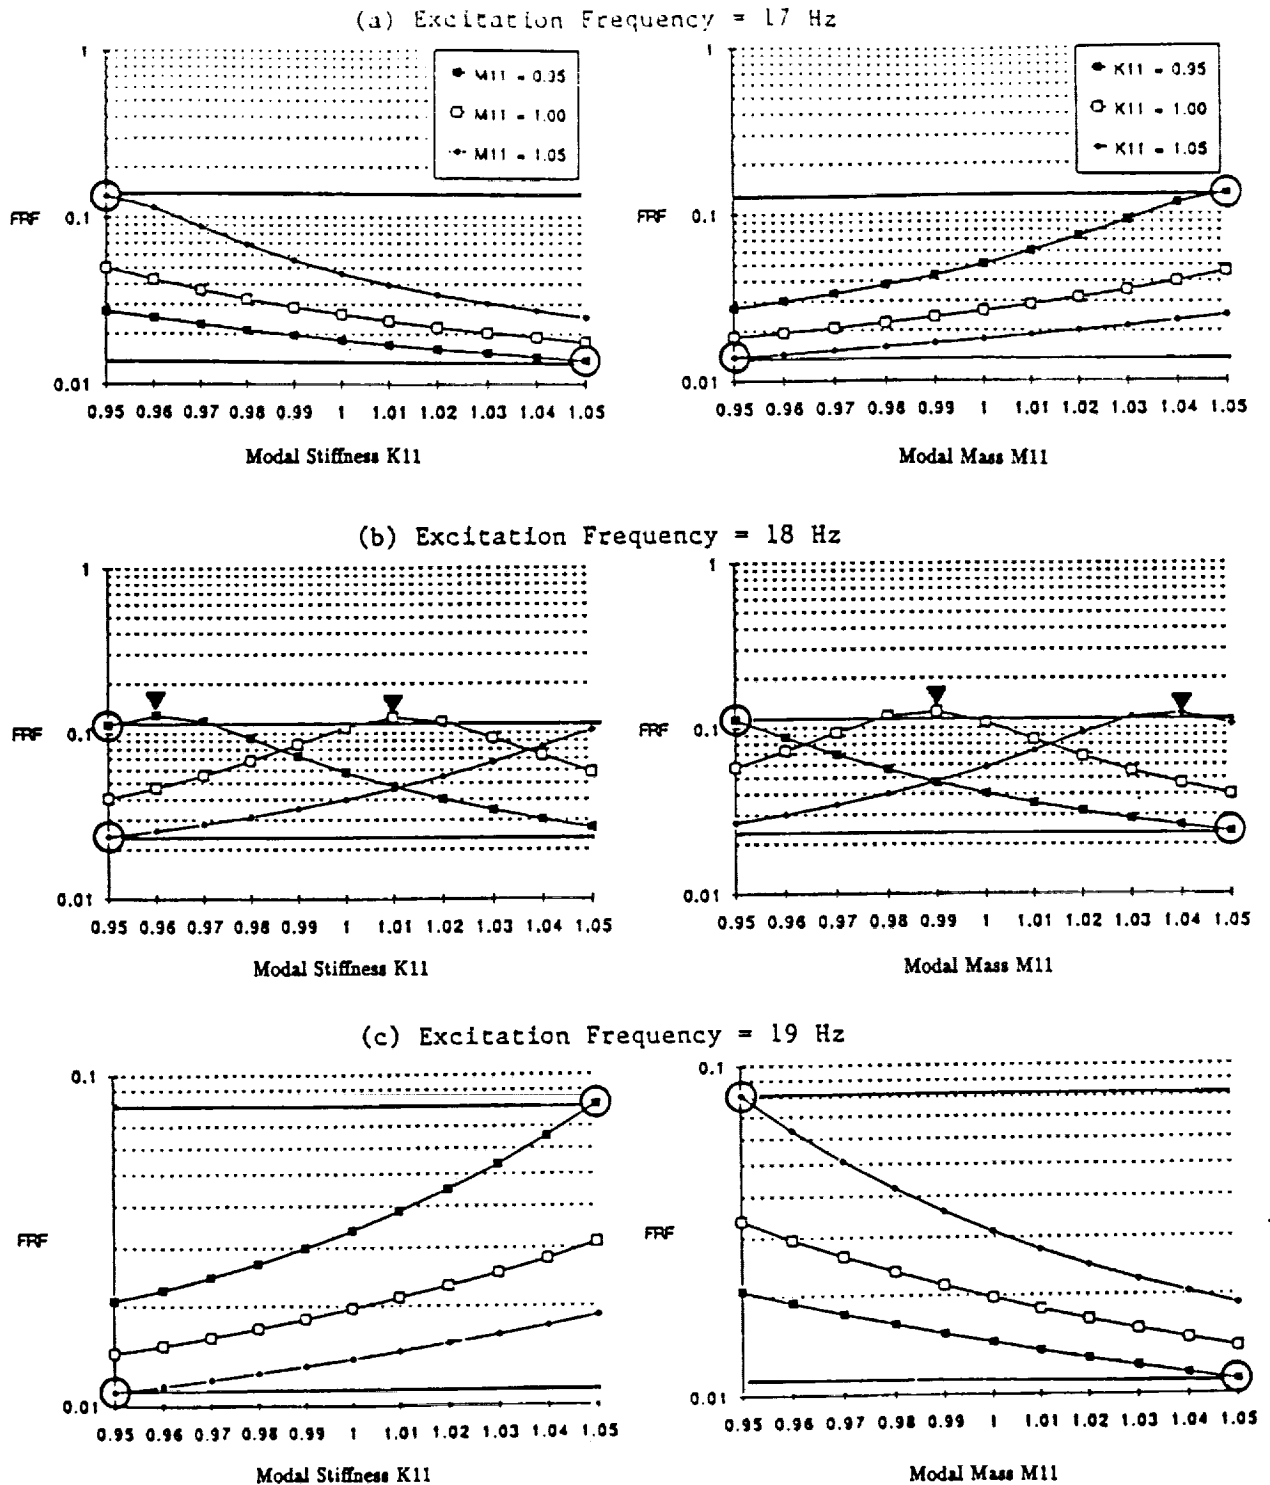 (a) Excitation Frequency = 17 Hz
1
M11 = 0.95
M11 = 1.00
M11 = 1.05
FRF
0.1
0.01
0.95 0.96 0.97 0.98 0.99 1 1.01 1.02 1.03 1.04 1.05
Modal Stiffness K11
1
K11 = 0.95
K11 = 1.00
K11 = 1.05
FRF
0.1
0.01
0.95 0.96 0.97 0.98 0.99 1 1.01 1.02 1.03 1.04 1.05
Modal Mass M11
(b) Excitation Frequency = 18 Hz
1
FRF
0.1
0.01
0.95 0.96 0.97 0.98 0.99 1 1.01 1.02 1.03 1.04 1.05
Modal Stiffness K11
1
FRF
0.1
0.01
0.95 0.96 0.97 0.98 0.99 1 1.01 1.02 1.03 1.04 1.05
Modal Mass M11
(c) Excitation Frequency = 19 Hz
0.1
FRF
0.01
0.95 0.96 0.97 0.98 0.99 1 1.01 1.02 1.03 1.04 1.05
Modal Stiffness K11
0.1
FRF
0.01
0.95 0.96 0.97 0.98 0.99 1 1.01 1.02 1.03 1.04 1.05
Modal Mass M11